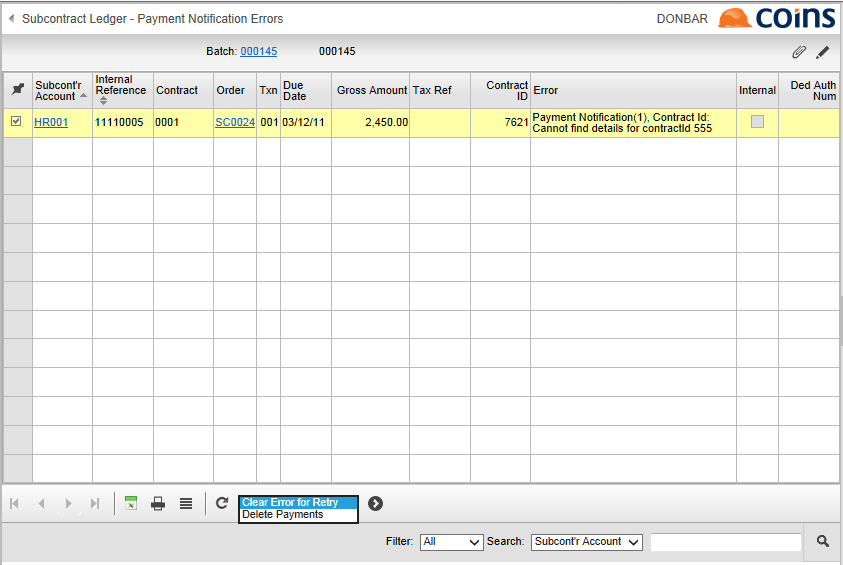 Subcontract Ledger - Payment Notification Errors
DONBAR
coins
Batch: 000145 000145
Subcont'r Account
Internal Reference
Contract
Order
Txn
Due Date
Gross Amount
Tax Ref
Contract ID
Error
Internal
Ded Auth Num
HR001 11110005 0001 SC0024 001 03/12/11 2,450.00 7621 Payment Notification(1), Contract Id:
Cannot find details for contractId 555
Clear Error for Retry
Delete Payments
Filter: All Search: Subcont'r Account